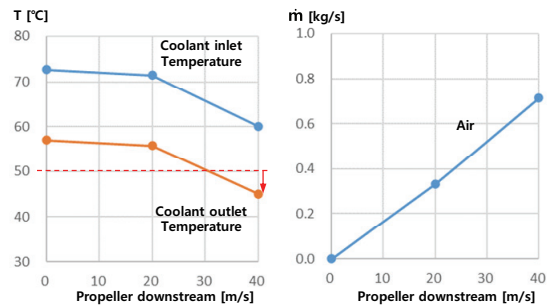 T [℃]
80
70
60
50
40
30
Coolant inlet
Temperature
Coolant outlet
Temperature
0
10
20
30
40
Propeller downstream [m/s]
ṁ [kg/s]
1.0
0.8
0.6
0.4
0.2
0.0
Air
0
10
20
30
40
Propeller downstream [m/s]